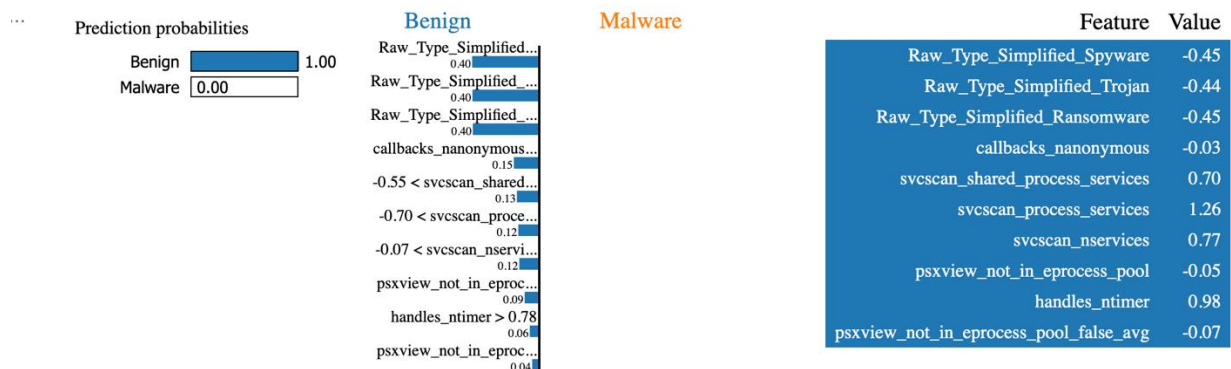 ...
Prediction probabilities
Benign 1.00
Malware 0.00
Benign
Malware
Raw_Type_Simplified...
0.40
Raw_Type_Simplified_...
0.40
Raw_Type_Simplified_...
0.40
callbacks_nanonymous...
0.15
-0.55 < svcscan_shared...
0.13
-0.70 < svcscan_proce...
0.12
-0.07 < svcscan_nservi...
0.12
psxview_not_in_eproc...
0.09
handles_ntimer > 0.78
0.06
psxview_not_in_eproc...
0.04
Feature Value
Raw_Type_Simplified_Spyware -0.45
Raw_Type_Simplified_Trojan -0.44
Raw_Type_Simplified_Ransomware -0.45
callbacks_nanonymous -0.03
svcscan_shared_process_services 0.70
svcscan_process_services 1.26
svcscan_nservices 0.77
psxview_not_in_eprocess_pool -0.05
handles_ntimer 0.98
psxview_not_in_eprocess_pool_false_avg -0.07